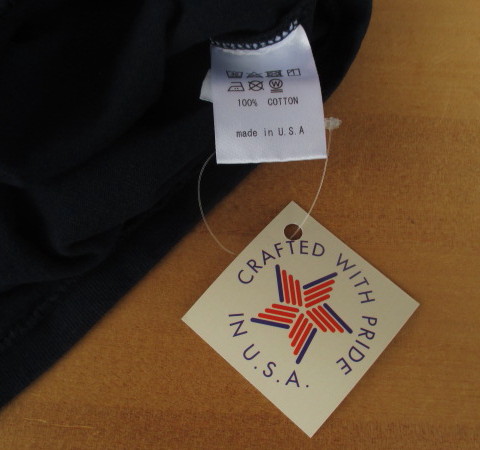 100% COTTON
made in U.S.A
CRAFTED WITH PRIDE
IN U.S.A.